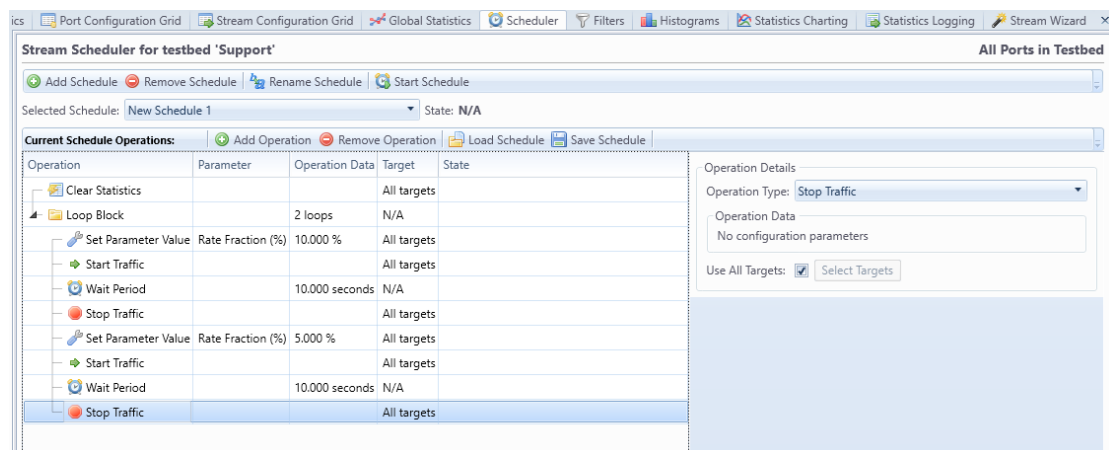 ics Port Configuration Grid Stream Configuration Grid Global Statistics Scheduler Filters Histograms Statistics Charting Statistics Logging Stream Wizard
Stream Scheduler for testbed 'Support' All Ports in Testbed
Add Schedule Remove Schedule Rename Schedule Start Schedule
Selected Schedule: New Schedule 1 State: N/A
Current Schedule Operations: Add Operation Remove Operation Load Schedule Save Schedule
Operation Parameter Operation Data Target State
Clear Statistics All targets
Loop Block 2 loops N/A
Set Parameter Value Rate Fraction (%) 10.000 % All targets
Start Traffic All targets
Wait Period 10.000 seconds N/A
Stop Traffic All targets
Set Parameter Value Rate Fraction (%) 5.000 % All targets
Start Traffic All targets
Wait Period 10.000 seconds N/A
Stop Traffic All targets
Operation Details
Operation Type: Stop Traffic
Operation Data
No configuration parameters
Use All Targets: Select Targets